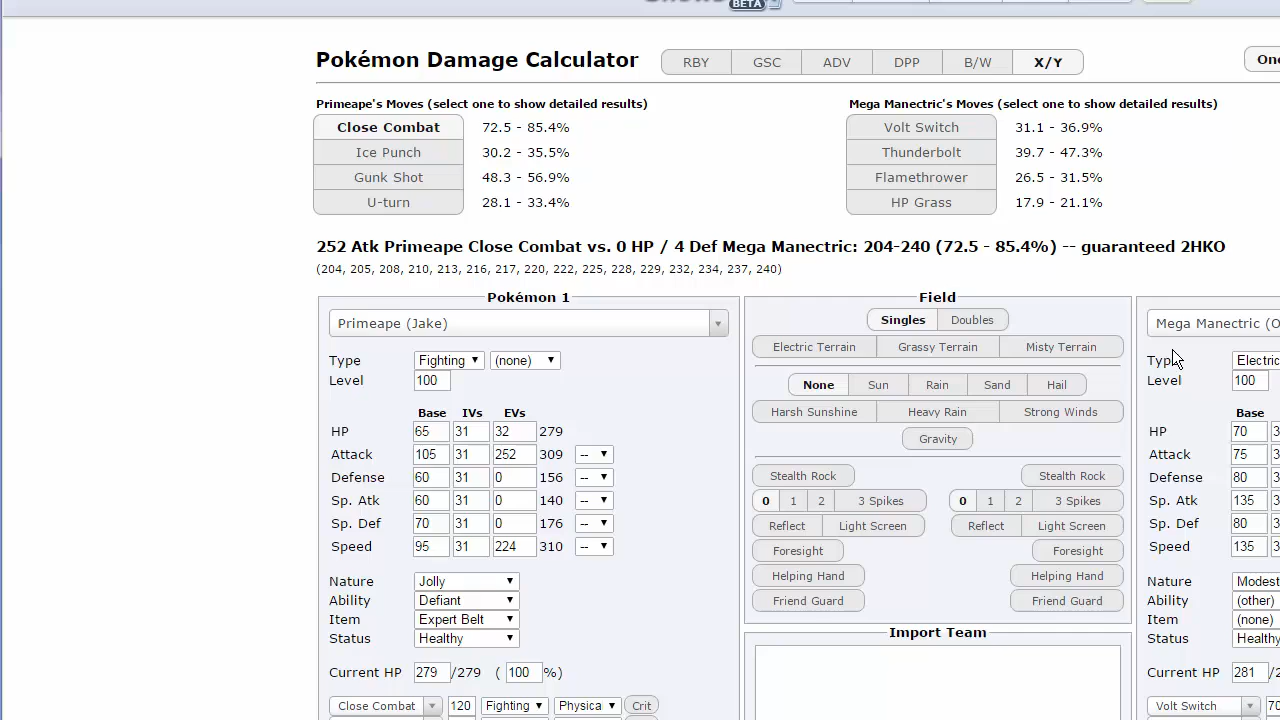 BETA
Pokémon Damage Calculator RBY GSC ADV DPP B/W X/Y
Primeape's Moves (select one to show detailed results) Mega Manectric's Moves (select one to show detailed results)
Close Combat 72.5 - 85.4% Volt Switch 31.1 - 36.9%
Ice Punch 30.2 - 35.5% Thunderbolt 39.7 - 47.3%
Gunk Shot 48.3 - 56.9% Flamethrower 26.5 - 31.5%
U-turn 28.1 - 33.4% HP Grass 17.9 - 21.1%
252 Atk Primeape Close Combat vs. 0 HP / 4 Def Mega Manectric: 204-240 (72.5 - 85.4%) -- guaranteed 2HKO
(204, 205, 208, 210, 213, 216, 217, 220, 222, 225, 228, 229, 232, 234, 237, 240)
Pokémon 1
Primeape (Jake)
Type Fighting (none)
Level 100
Base IVs EVs
HP 65 31 32 279
Attack 105 31 252 309 --
Defense 60 31 0 156 --
Sp. Atk 60 31 0 140 --
Sp. Def 70 31 0 176 --
Speed 95 31 224 310 --
Nature Jolly
Ability Defiant
Item Expert Belt
Status Healthy
Current HP 279 /279 ( 100 %)
Close Combat 120 Fighting Physica Crit
Field
Singles Doubles
Electric Terrain Grassy Terrain Misty Terrain
None Sun Rain Sand Hail
Harsh Sunshine Heavy Rain Strong Winds
Gravity
Stealth Rock Stealth Rock
0 1 2 3 Spikes 0 1 2 3 Spikes
Reflect Light Screen Reflect Light Screen
Foresight Foresight
Helping Hand Helping Hand
Friend Guard Friend Guard
Import Team
Mega Manectric
Electric
Level 100
Base
HP 70
Attack 75
Defense 80
Sp. Atk 135
Sp. Def 80
Speed 135
Nature Modest
Ability (other)
Item (none)
Status Healthy
Current HP 281
Volt Switch 70